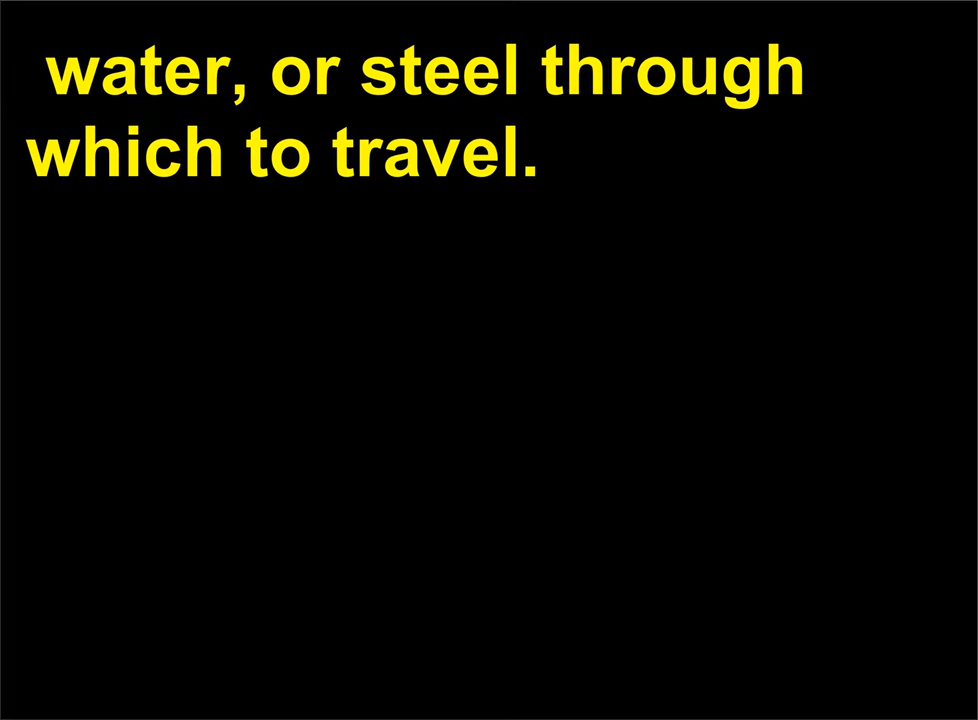 water, or steel through
which to travel.